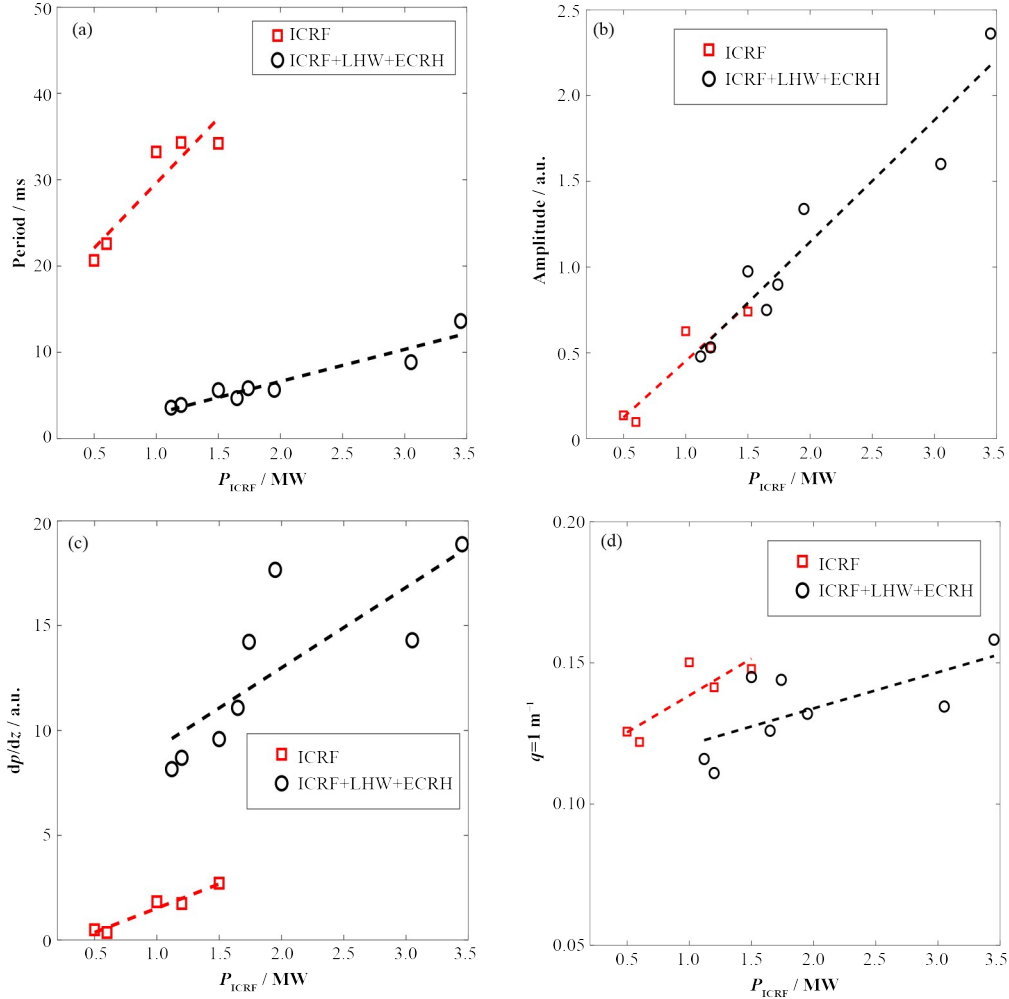 (a)
ICRF
ICRF+LHW+ECRH
50
40
30
20
10
0
Period / ms
0.5 1.0 1.5 2.0 2.5 3.0 3.5
P_ICRF / MW
(b)
ICRF
ICRF+LHW+ECRH
2.5
2.0
1.5
1.0
0.5
0
Amplitude / a.u.
0.5 1.0 1.5 2.0 2.5 3.0 3.5
P_ICRF / MW
(c)
ICRF
ICRF+LHW+ECRH
20
15
10
5
0
dp/dz / a.u.
0.5 1.0 1.5 2.0 2.5 3.0 3.5
P_ICRF / MW
(d)
ICRF
ICRF+LHW+ECRH
0.20
0.15
0.10
0.05
q=1 m⁻¹
0.5 1.0 1.5 2.0 2.5 3.0 3.5
P_ICRF / MW